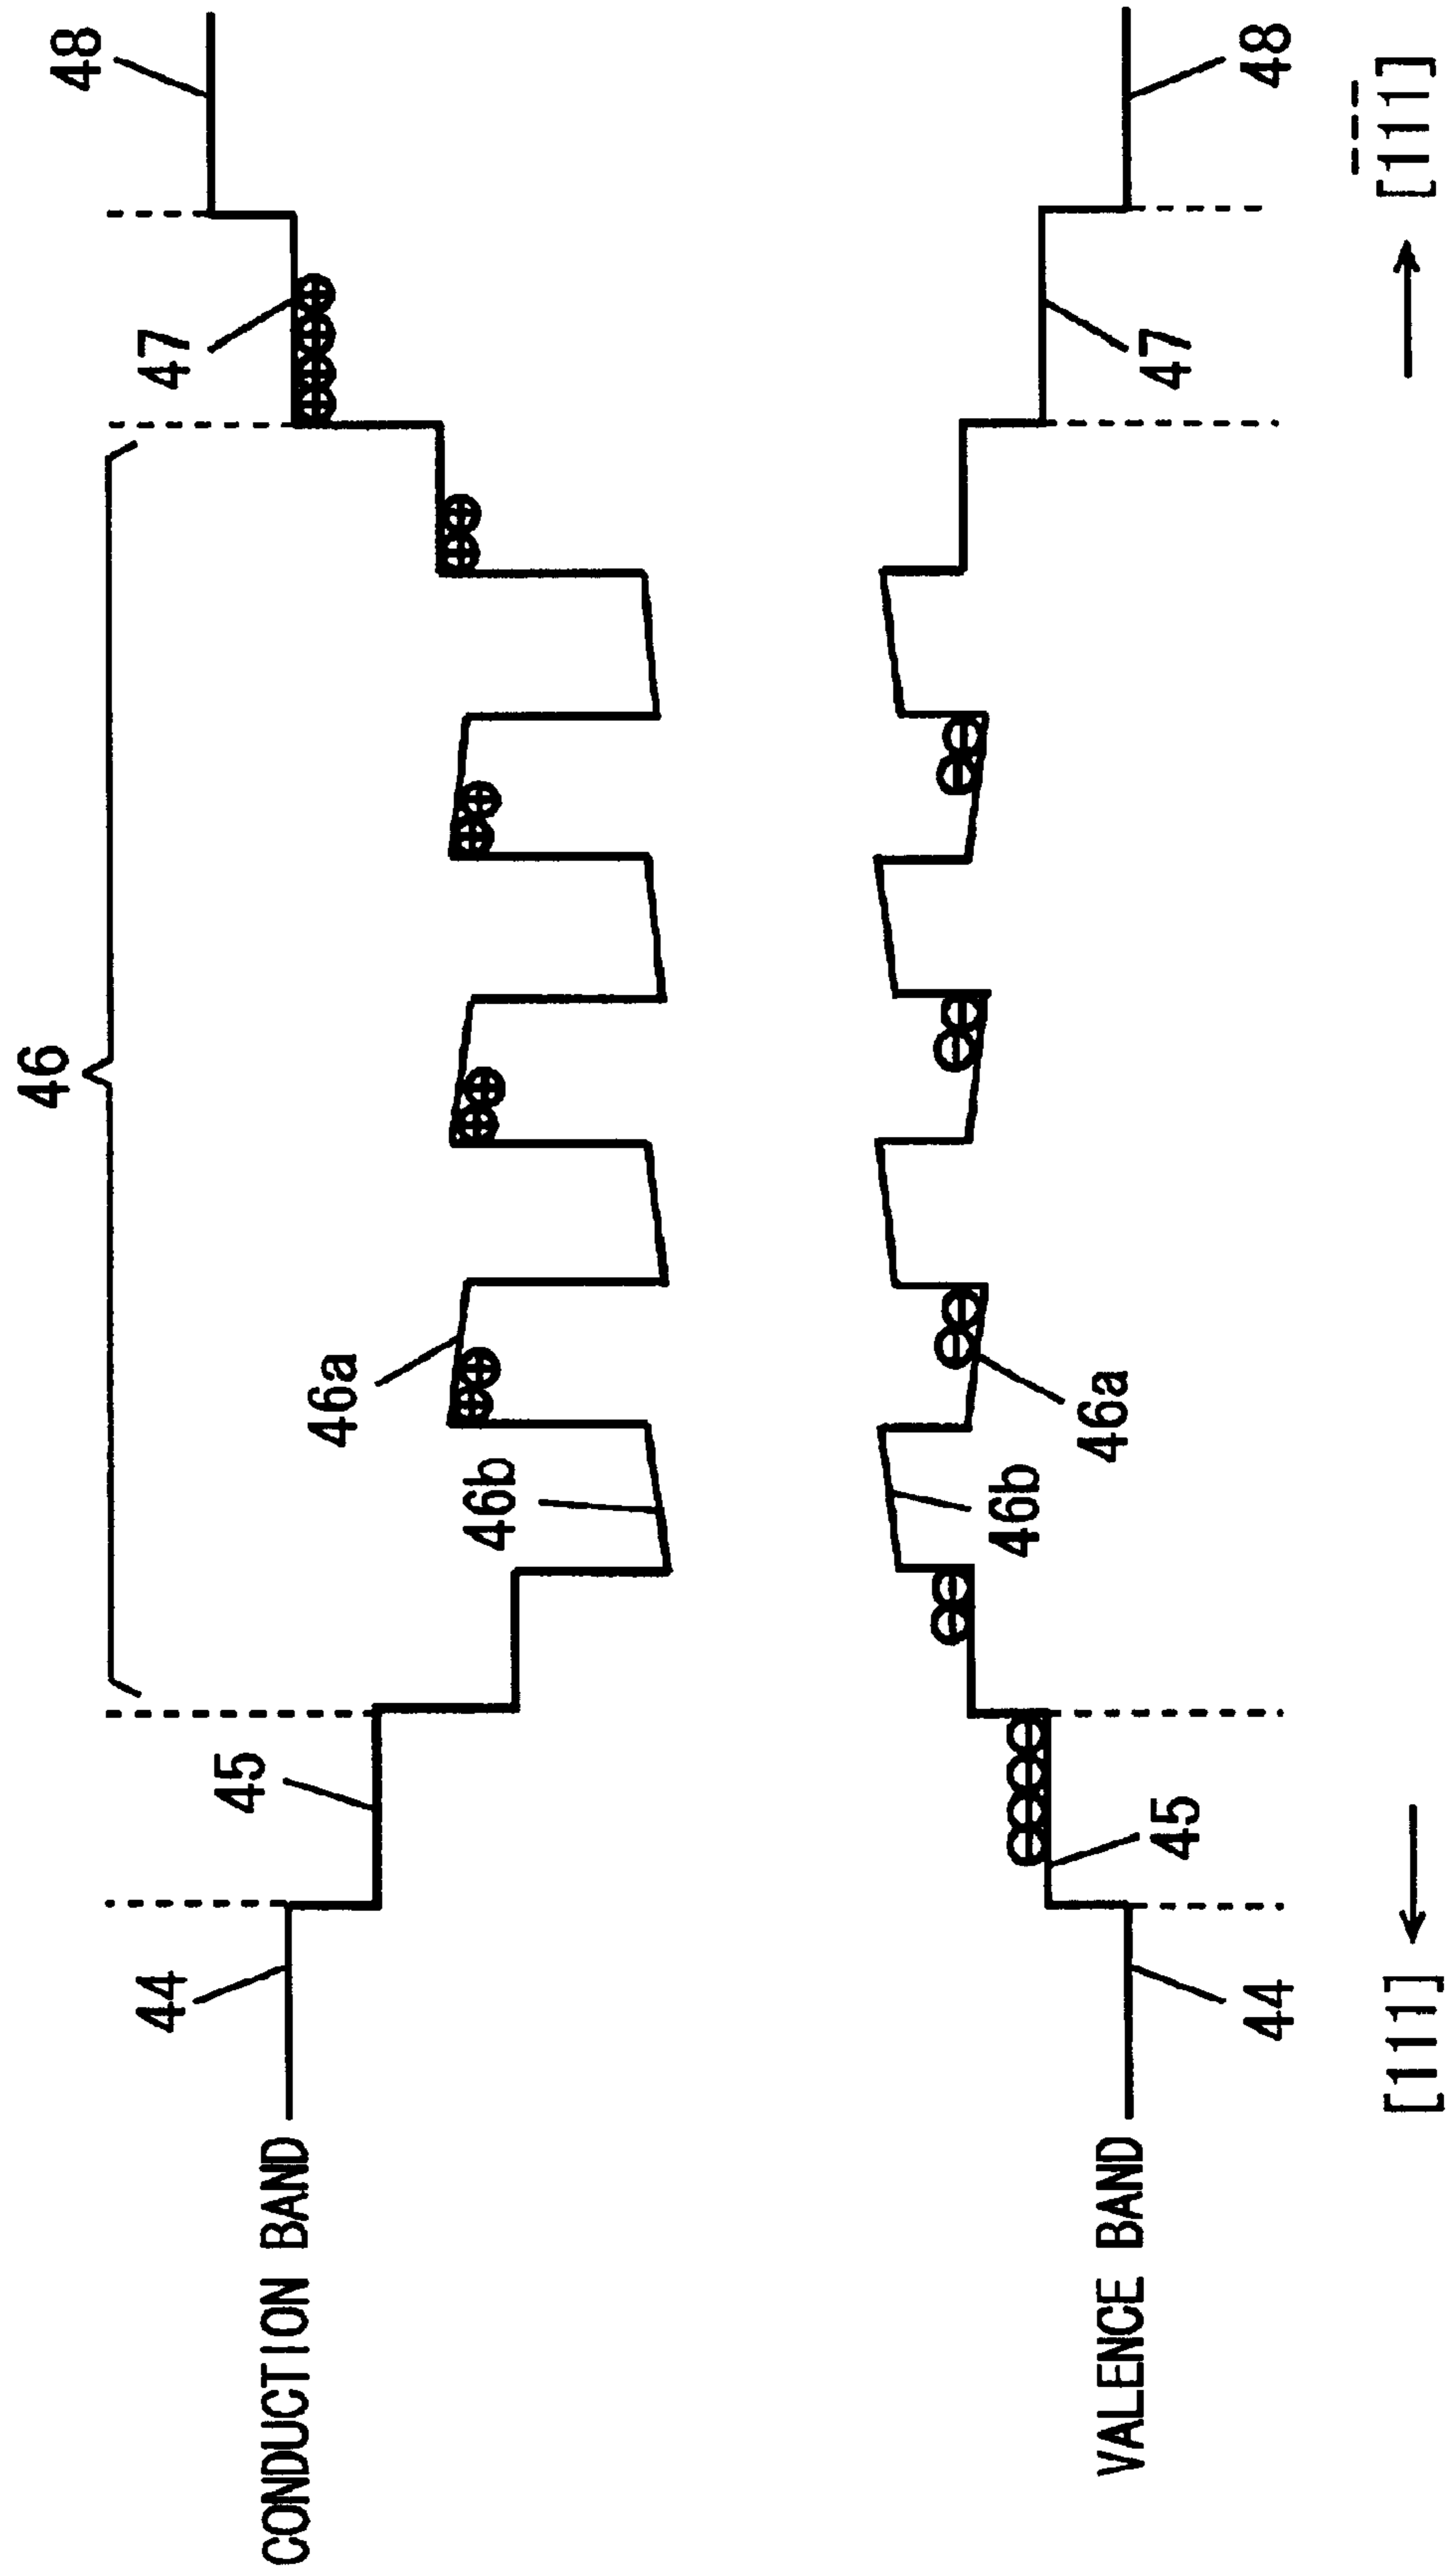 48
47
46
46a
46b
45
44
CONDUCTION BAND
48
47
46a
46b
45
44
VALENCE BAND
[111] ←
→ [1̅1̅1̅]